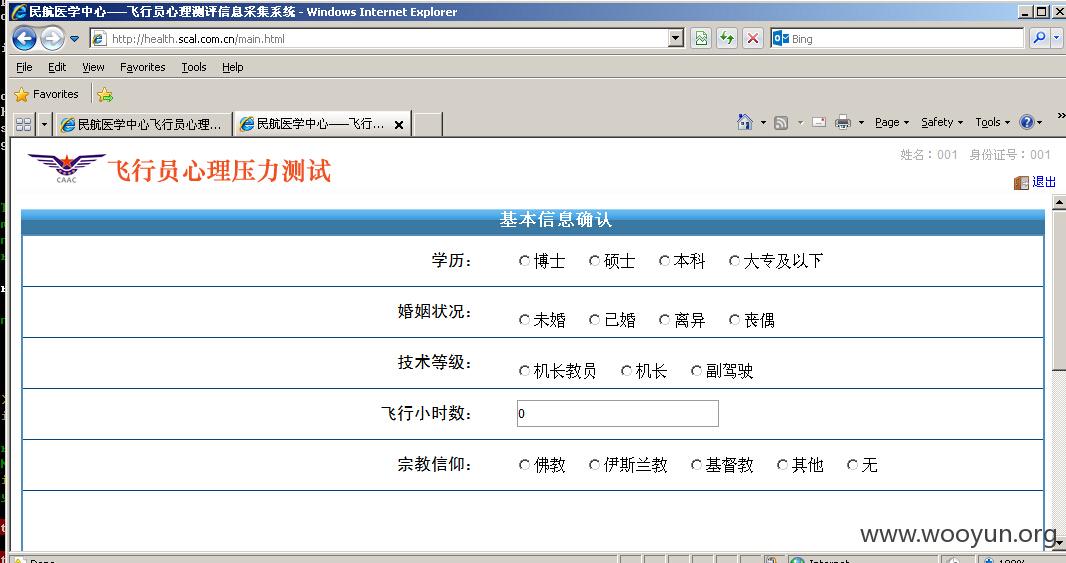 民航医学中心——飞行员心理测评信息采集系统 - Windows Internet Explorer
http://health.scal.com.cn/main.html
Bing
File Edit View Favorites Tools Help
Favorites
民航医学中心飞行员心理...
民航医学中心——飞行...
Page Safety Tools
姓名：001 身份证号：001
CAAC
飞行员心理压力测试
退出
基本信息确认
学历： 博士 硕士 本科 大专及以下
婚姻状况： 未婚 已婚 离异 丧偶
技术等级： 机长教员 机长 副驾驶
飞行小时数： 0
宗教信仰： 佛教 伊斯兰教 基督教 其他 无
www.wooyun.org